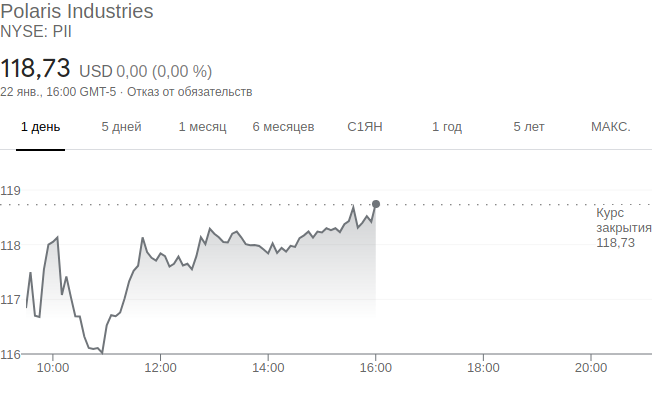 Polaris Industries
NYSE: PII
118,73 USD 0,00 (0,00 %)
22 янв., 16:00 GMT-5 · Отказ от обязательств
1 день 5 дней 1 месяц 6 месяцев С1ЯН 1 год 5 лет МАКС.
119
Курс
закрытия
118,73
118
117
116
10:00 12:00 14:00 16:00 18:00 20:00